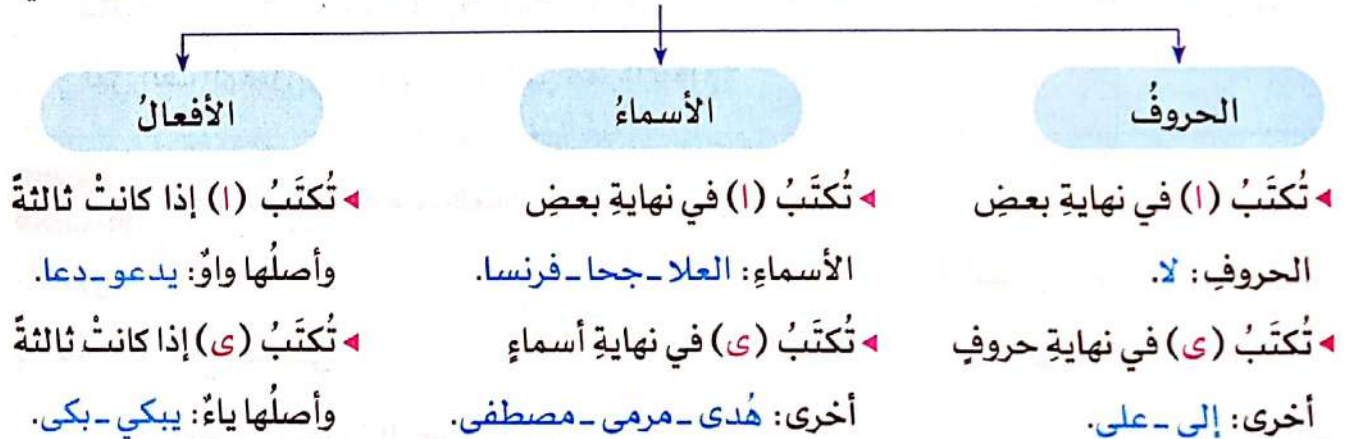 الحروفُ
◂ تُكتَبُ (ا) في نهايةِ بعضِ
الحروفِ: لا.
◂ تُكتَبُ (ى) في نهايةِ حروفٍ
أخرى: إلى ـ على.
الأسماءُ
◂ تُكتَبُ (ا) في نهايةِ بعضِ
الأسماءِ: العلا ـ جحا ـ فرنسا.
◂ تُكتَبُ (ى) في نهايةِ أسماءٍ
أخرى: هُدى ـ مرمى ـ مصطفى.
الأفعالُ
◂ تُكتَبُ (ا) إذا كانتْ ثالثةً
وأصلُها واوٌ: يدعو ـ دعا.
◂ تُكتَبُ (ى) إذا كانتْ ثالثةً
وأصلُها ياءٌ: يبكي ـ بكى.